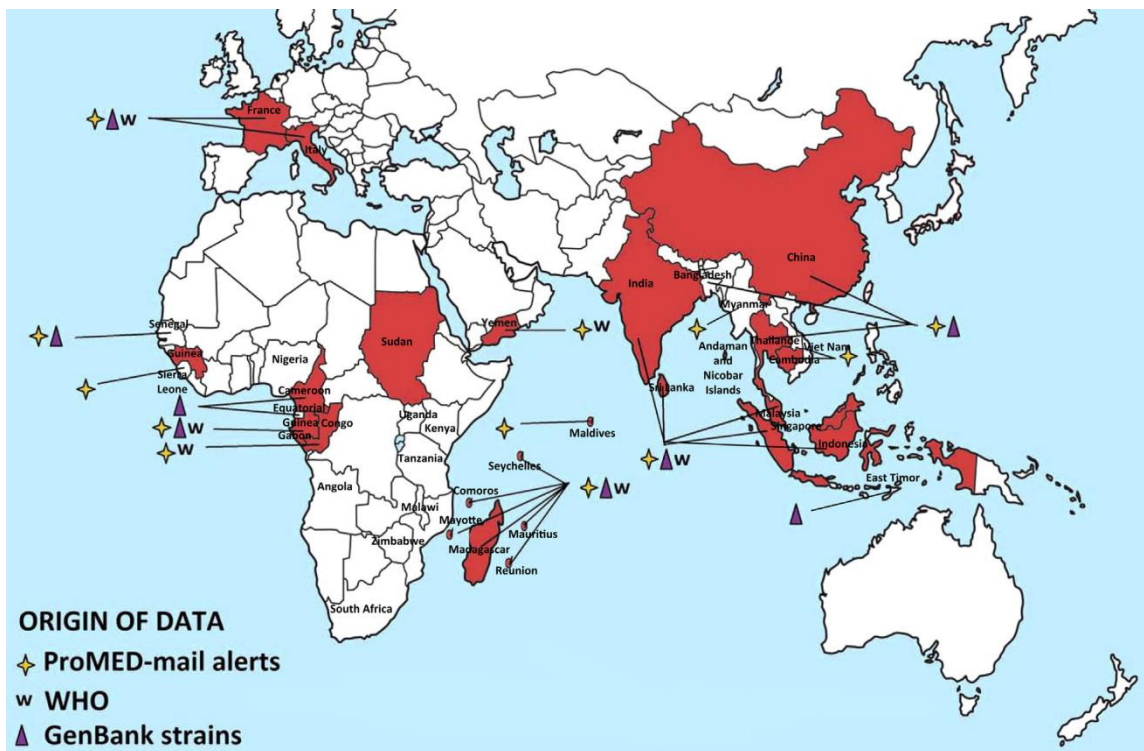 France
W
Italy
China
India
Bangladesh
Myanmar
Senegal
Yemen
W
Thaïlande
Viet Nam
Guinea
Sudan
Andaman
and
Nicobar
Islands
Cambodia
Nigeria
Sierra
Leone
Sri Lanka
Cameroon
Equatorial
Uganda
Malaysia
W
Guinea
Congo
Kenya
Singapore
Gabon
Maldives
Indonesia
W
Tanzania
Seychelles
W
East Timor
Angola
Comoros
W
Malawi
Mayotte
Mauritius
Zimbabwe
Madagascar
Reunion
South Africa
ORIGIN OF DATA
ProMED-mail alerts
W WHO
GenBank strains